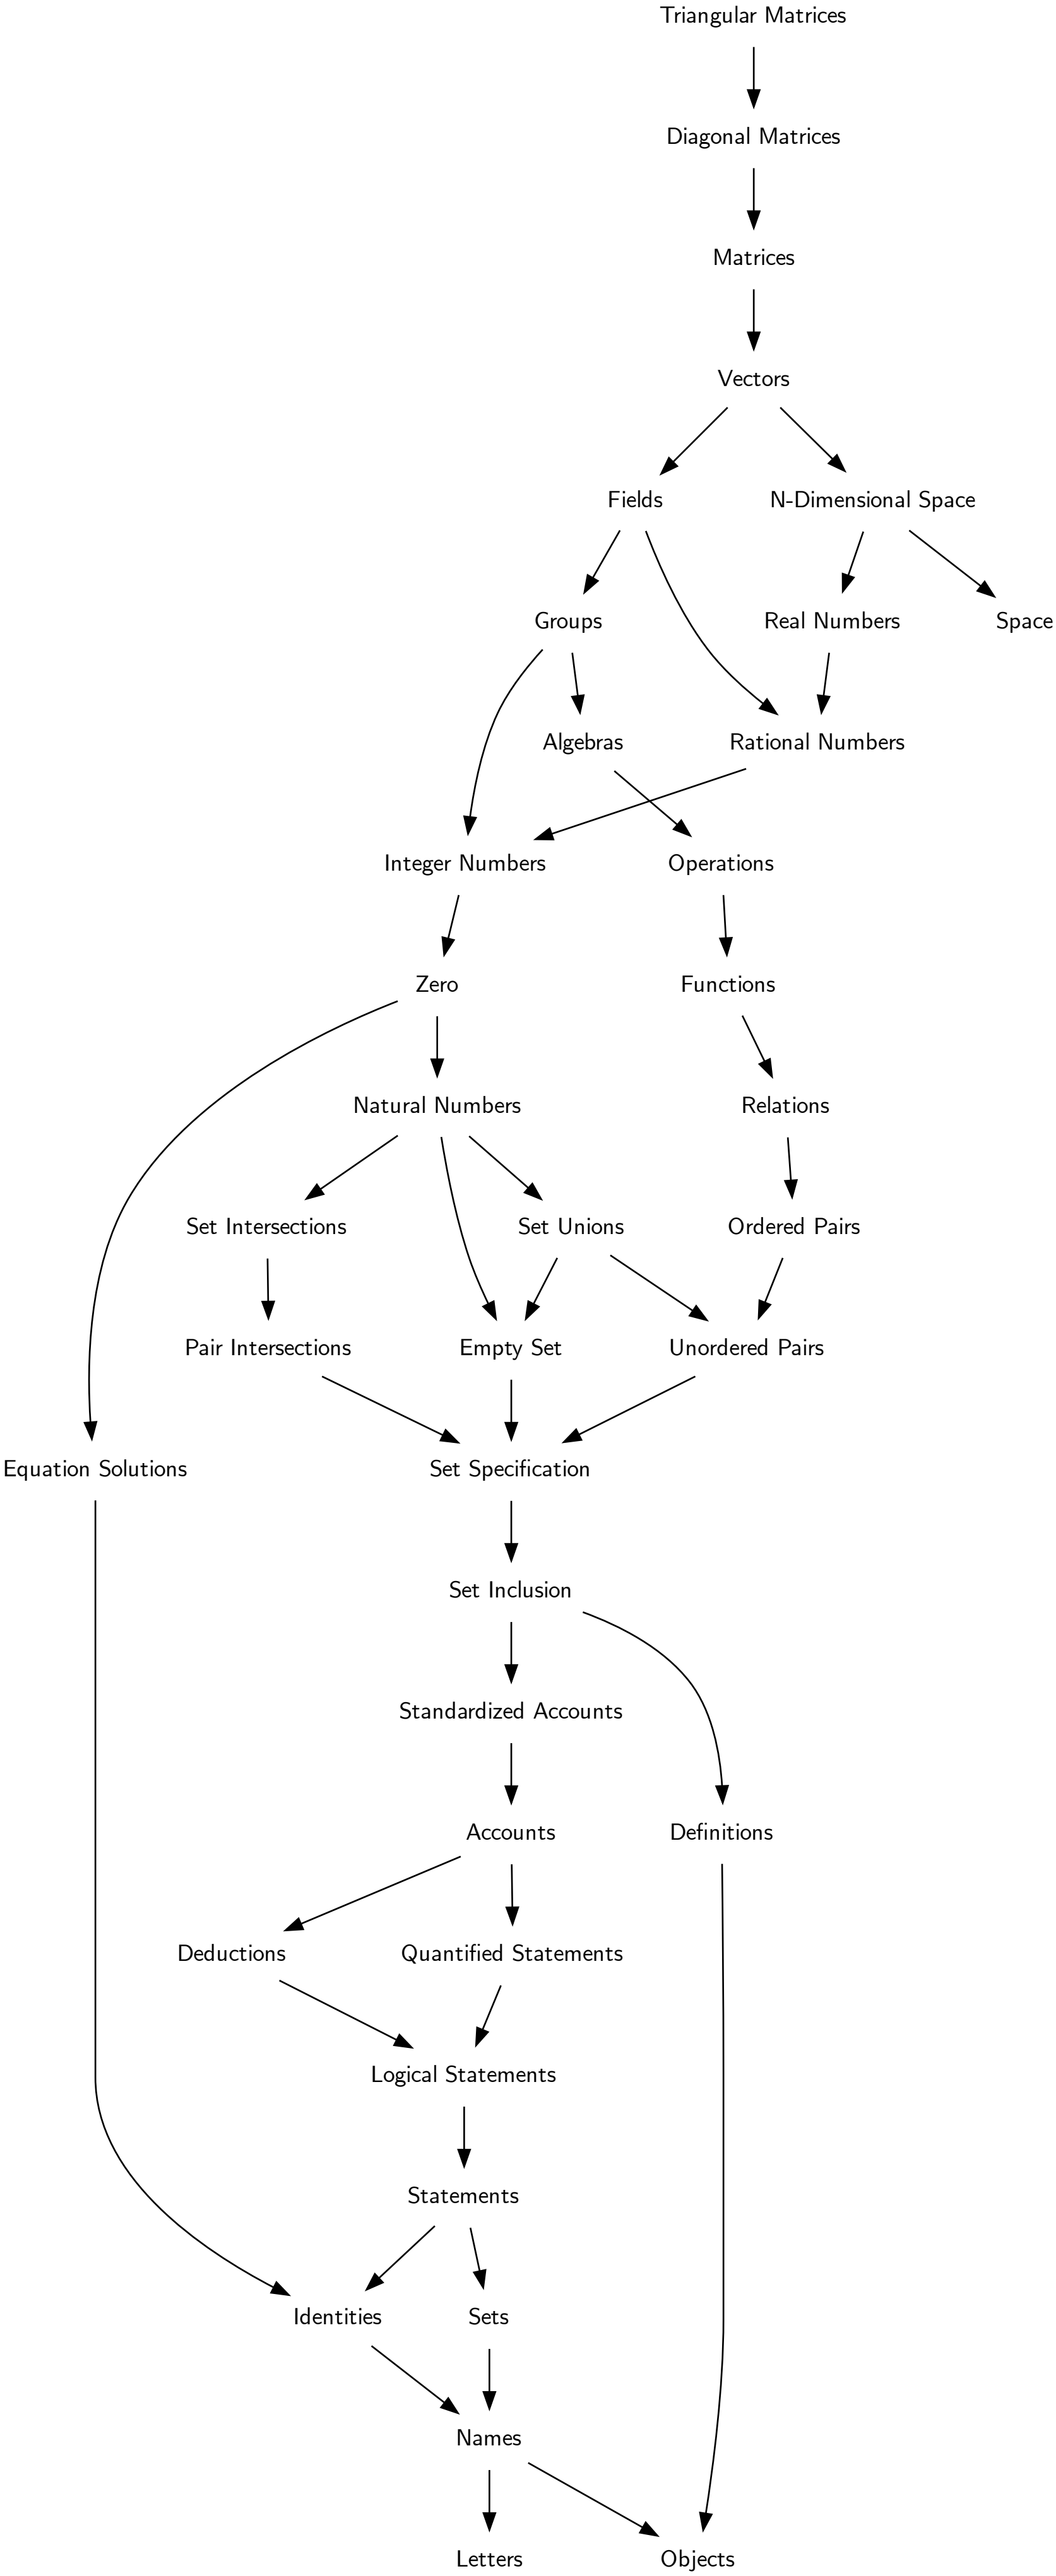 Triangular Matrices
Diagonal Matrices
Matrices
Vectors
Fields
N-Dimensional Space
Groups
Real Numbers
Space
Algebras
Rational Numbers
Integer Numbers
Operations
Zero
Functions
Natural Numbers
Relations
Set Intersections
Set Unions
Ordered Pairs
Pair Intersections
Empty Set
Unordered Pairs
Equation Solutions
Set Specification
Set Inclusion
Standardized Accounts
Accounts
Definitions
Deductions
Quantified Statements
Logical Statements
Statements
Identities
Sets
Names
Letters
Objects